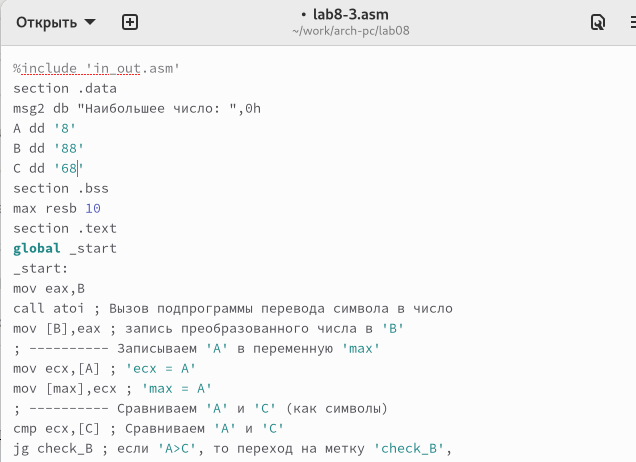 Открыть
• lab8-3.asm
~/work/arch-pc/lab08
%include 'in_out.asm'
section .data
msg2 db "Наибольшее число: ",0h
A dd '8'
B dd '88'
C dd '68'
section .bss
max resb 10
section .text
global _start
_start:
mov eax,B
call atoi ; Вызов подпрограммы перевода символа в число
mov [B],eax ; запись преобразованного числа в 'B'
; ---------- Записываем 'A' в переменную 'max'
mov ecx,[A] ; 'ecx = A'
mov [max],ecx ; 'max = A'
; ---------- Сравниваем 'A' и 'С' (как символы)
cmp ecx,[C] ; Сравниваем 'A' и 'С'
jg check_B ; если 'A>C', то переход на метку 'check_B',